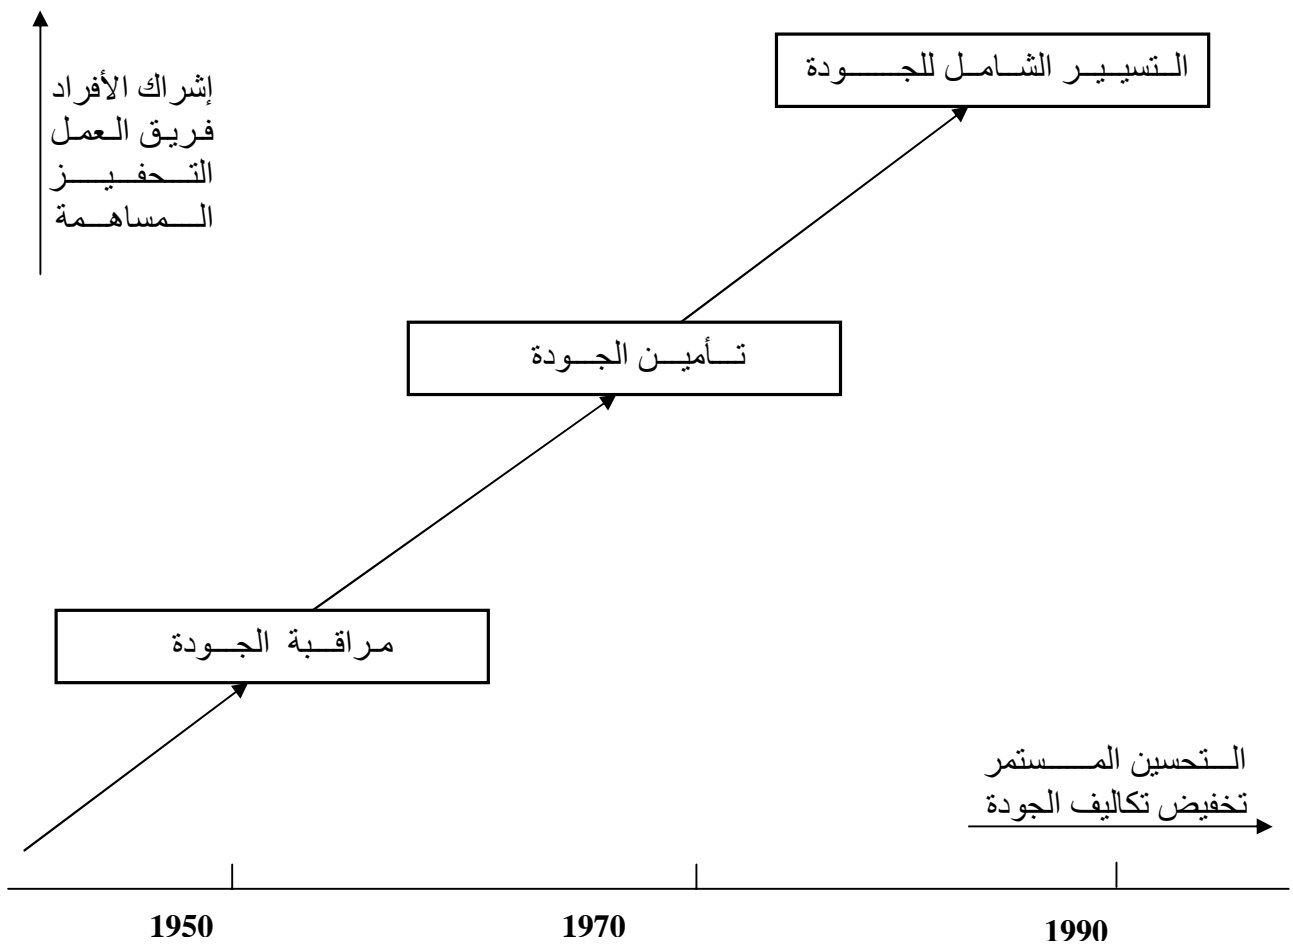 التسيير الشامل للجودة
إشراك الأفراد
فريق العمل
التحفيز
المساهمة
تأمين الجودة
مراقبة الجودة
التحسين المستمر
تخفيض تكاليف الجودة
1950
1970
1990